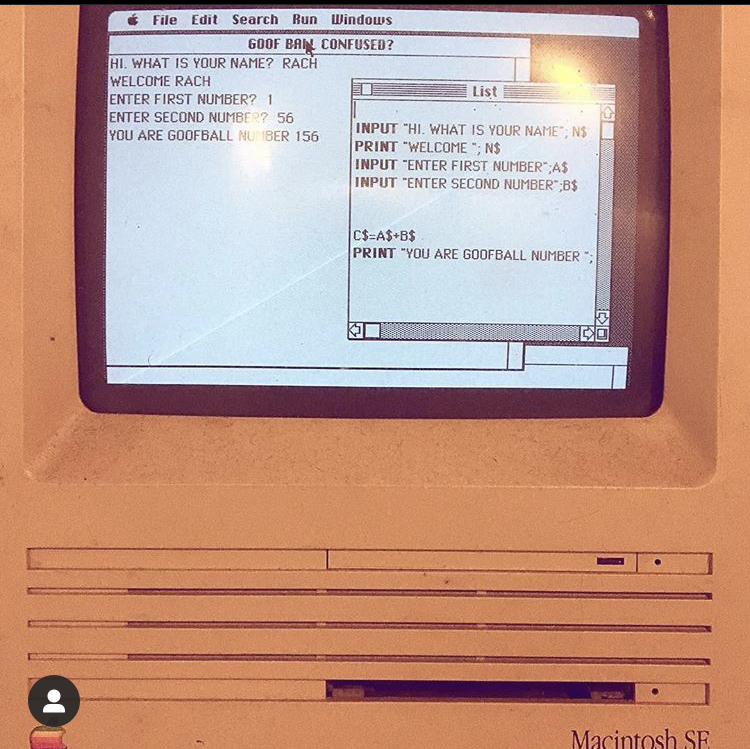 File Edit Search Run Windows
GOOF BALL CONFUSED?
HI. WHAT IS YOUR NAME? RACH
WELCOME RACH
ENTER FIRST NUMBER? 1
ENTER SECOND NUMBER? 56
YOU ARE GOOFBALL NUMBER 156
List
INPUT "HI. WHAT IS YOUR NAME"; N$
PRINT "WELCOME "; N$
INPUT "ENTER FIRST NUMBER";A$
INPUT "ENTER SECOND NUMBER";B$
C$=A$+B$
PRINT "YOU ARE GOOFBALL NUMBER ";
Macintosh SE